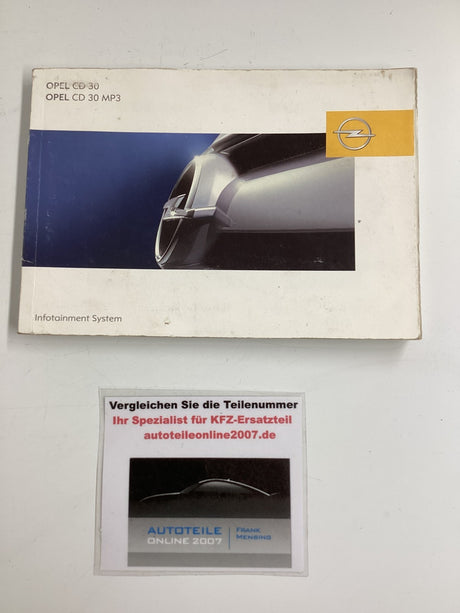 OPEL CD 30
OPEL CD 30 MP3
Infotainment System
Vergleichen Sie die Teilenummer
Ihr Spezialist für KFZ-Ersatzteil
autoteileonline2007.de
AUTOTEILE
ONLINE 2007
FRANK
MENSING